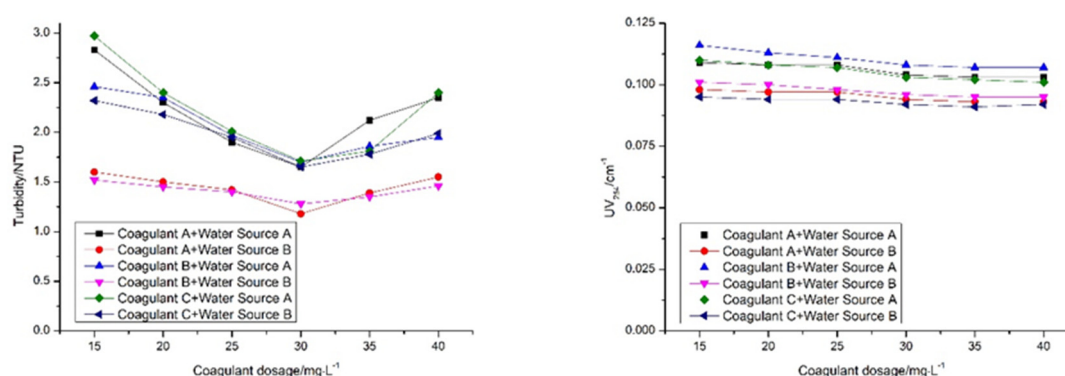 3.0
2.5
2.0
1.5
1.0
0.5
0.0
Turbidity/NTU
Coagulant A+Water Source A
Coagulant A+Water Source B
Coagulant B+Water Source A
Coagulant B+Water Source B
Coagulant C+Water Source A
Coagulant C+Water Source B
15 20 25 30 35 40
Coagulant dosage/mg·L⁻¹
0.125
0.100
0.075
0.050
0.025
0.000
UV₂₅₄/cm⁻¹
Coagulant A+Water Source A
Coagulant A+Water Source B
Coagulant B+Water Source A
Coagulant B+Water Source B
Coagulant C+Water Source A
Coagulant C+Water Source B
15 20 25 30 35 40
Coagulant dosage/mg·L⁻¹